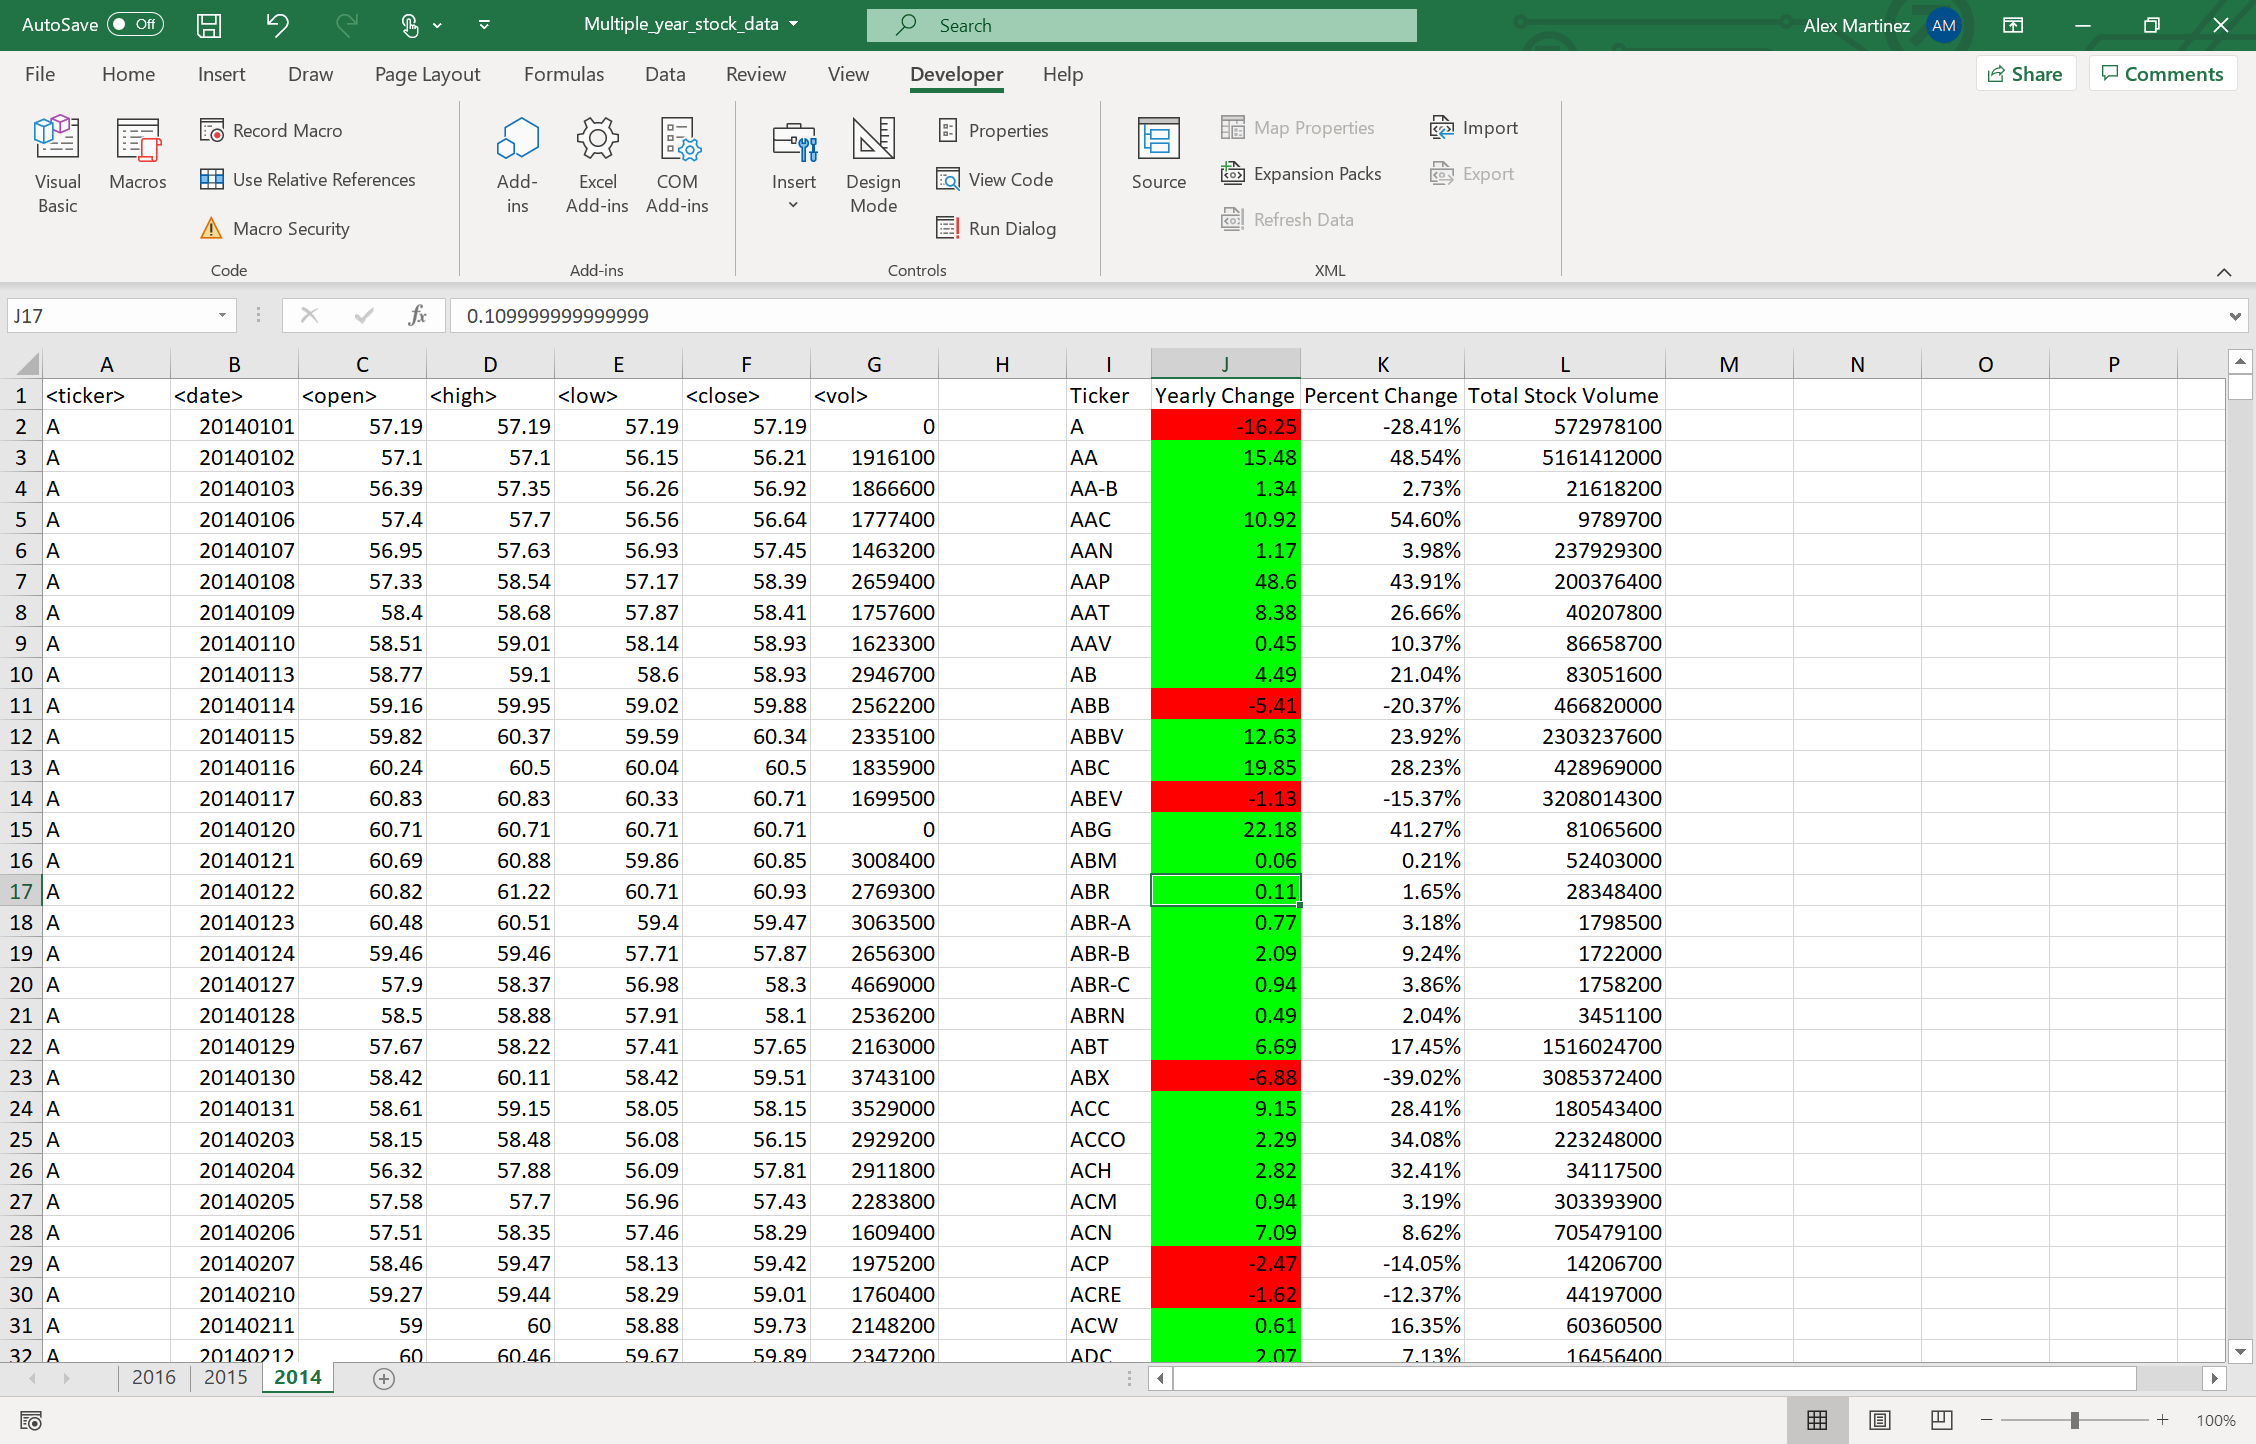 AutoSave Off Multiple_year_stock_data Search Alex Martinez AM
File Home Insert Draw Page Layout Formulas Data Review View Developer Help Share Comments
Visual Basic Macros Record Macro Use Relative References Macro Security
Code
Add-ins Excel Add-ins COM Add-ins
Add-ins
Insert Design Mode Properties View Code Run Dialog
Controls
Source Map Properties Expansion Packs Refresh Data Import Export
XML
J17 fx 0.109999999999999
A B C D E F G H I J K L M N O P
1 <ticker> <date> <open> <high> <low> <close> <vol> Ticker Yearly Change Percent Change Total Stock Volume
2 A 20140101 57.19 57.19 57.19 57.19 0 A -16.25 -28.41% 572978100
3 A 20140102 57.1 57.1 56.15 56.21 1916100 AA 15.48 48.54% 5161412000
4 A 20140103 56.39 57.35 56.26 56.92 1866600 AA-B 1.34 2.73% 21618200
5 A 20140106 57.4 57.7 56.56 56.64 1777400 AAC 10.92 54.60% 9789700
6 A 20140107 56.95 57.63 56.93 57.45 1463200 AAN 1.17 3.98% 237929300
7 A 20140108 57.33 58.54 57.17 58.39 2659400 AAP 48.6 43.91% 200376400
8 A 20140109 58.4 58.68 57.87 58.41 1757600 AAT 8.38 26.66% 40207800
9 A 20140110 58.51 59.01 58.14 58.93 1623300 AAV 0.45 10.37% 86658700
10 A 20140113 58.77 59.1 58.6 58.93 2946700 AB 4.49 21.04% 83051600
11 A 20140114 59.16 59.95 59.02 59.88 2562200 ABB -5.41 -20.37% 466820000
12 A 20140115 59.82 60.37 59.59 60.34 2335100 ABBV 12.63 23.92% 2303237600
13 A 20140116 60.24 60.5 60.04 60.5 1835900 ABC 19.85 28.23% 428969000
14 A 20140117 60.83 60.83 60.33 60.71 1699500 ABEV -1.13 -15.37% 3208014300
15 A 20140120 60.71 60.71 60.71 60.71 0 ABG 22.18 41.27% 81065600
16 A 20140121 60.69 60.88 59.86 60.85 3008400 ABM 0.06 0.21% 52403000
17 A 20140122 60.82 61.22 60.71 60.93 2769300 ABR 0.11 1.65% 28348400
18 A 20140123 60.48 60.51 59.4 59.47 3063500 ABR-A 0.77 3.18% 1798500
19 A 20140124 59.46 59.46 57.71 57.87 2656300 ABR-B 2.09 9.24% 1722000
20 A 20140127 57.9 58.37 56.98 58.3 4669000 ABR-C 0.94 3.86% 1758200
21 A 20140128 58.5 58.88 57.91 58.1 2536200 ABRN 0.49 2.04% 3451100
22 A 20140129 57.67 58.22 57.41 57.65 2163000 ABT 6.69 17.45% 1516024700
23 A 20140130 58.42 60.11 58.42 59.51 3743100 ABX -6.88 -39.02% 3085372400
24 A 20140131 58.61 59.15 58.05 58.15 3529000 ACC 9.15 28.41% 180543400
25 A 20140203 58.15 58.48 56.08 56.15 2929200 ACCO 2.29 34.08% 223248000
26 A 20140204 56.32 57.88 56.09 57.81 2911800 ACH 2.82 32.41% 34117500
27 A 20140205 57.58 57.7 56.96 57.43 2283800 ACM 0.94 3.19% 303393900
28 A 20140206 57.51 58.35 57.46 58.29 1609400 ACN 7.09 8.62% 705479100
29 A 20140207 58.46 59.47 58.13 59.42 1975200 ACP -2.47 -14.05% 14206700
30 A 20140210 59.27 59.44 58.29 59.01 1760400 ACRE -1.62 -12.37% 44197000
31 A 20140211 59 60 58.88 59.73 2148200 ACW 0.61 16.35% 60360500
32 A 20140212 60 60.46 59.67 59.89 2347200 ADC 2.07 7.13% 16456400
2016 2015 2014
100%